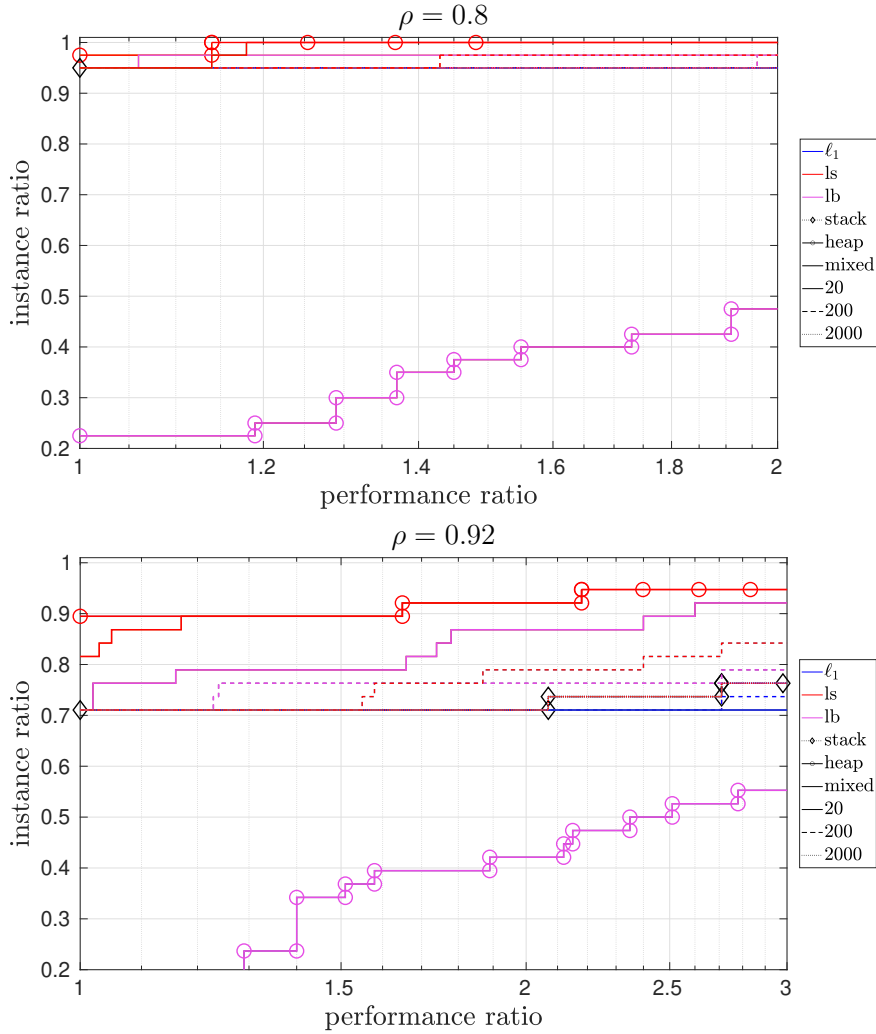 ρ = 0.8
1
0.9
0.8
0.7
0.6
0.5
0.4
0.3
0.2
instance ratio
1
1.2
1.4
1.6
1.8
2
performance ratio
ℓ₁
ls
lb
stack
heap
mixed
20
200
2000
ρ = 0.92
1
0.9
0.8
0.7
0.6
0.5
0.4
0.3
0.2
instance ratio
1
1.5
2
2.5
3
performance ratio
ℓ₁
ls
lb
stack
heap
mixed
20
200
2000